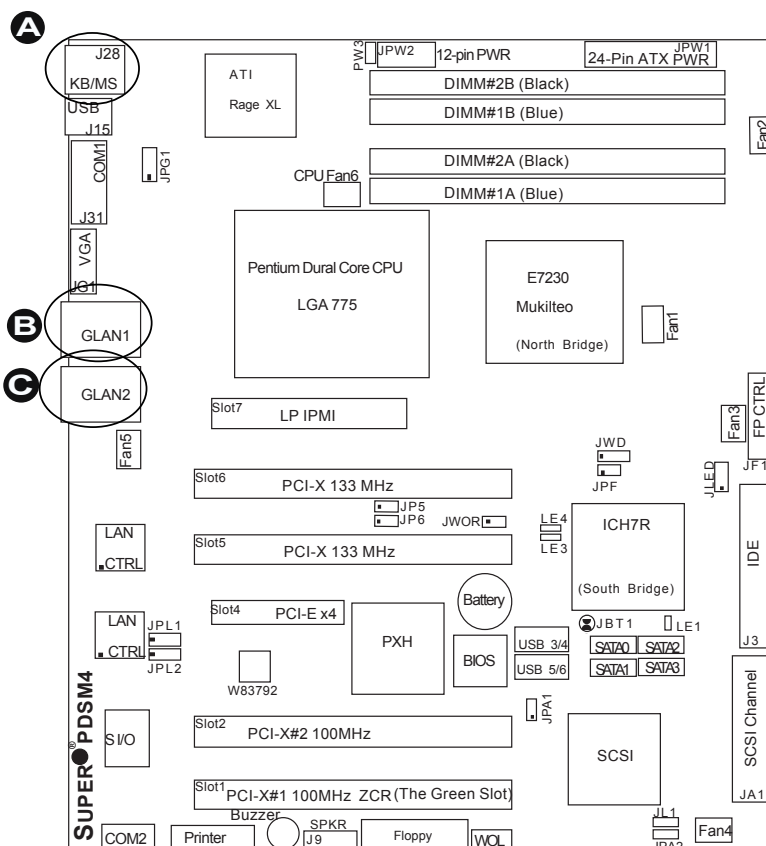 A
J28
KB/MS
USB
J15
COM1
J31
VGA
JG1
B
GLAN1
C
GLAN2
Fan5
JPG1
ATI
Rage XL
PW3
JPW2
12-pin PWR
JPW1
24-Pin ATX PWR
DIMM#2B (Black)
DIMM#1B (Blue)
DIMM#2A (Black)
DIMM#1A (Blue)
Fan2
CPU Fan6
Pentium Dural Core CPU
LGA 775
E7230
Mukilteo
(North Bridge)
Fan1
Slot7
LP IPMI
Fan3
FP CTRL
JF1
JWD
JPF
JLED
Slot6
PCI-X 133 MHz
JP5
JP6
JWOR
LE4
LE3
ICH7R
(South Bridge)
IDE
J3
LAN
CTRL
Slot5
PCI-X 133 MHz
Battery
JBT1
LE1
LAN
CTRL
JPL1
JPL2
Slot4
PCI-E x4
PXH
BIOS
USB 3/4
USB 5/6
SATA0
SATA2
SATA1
SATA3
W83792
JPA1
SUPER® PDSM4
S I/O
Slot2
PCI-X#2 100MHz
SCSI
SCSI Channel
JA1
Slot1
PCI-X#1 100MHz ZCR (The Green Slot)
Buzzer
COM2
Printer
SPKR
J9
Floppy
WOL
JL1
JPA2
Fan4